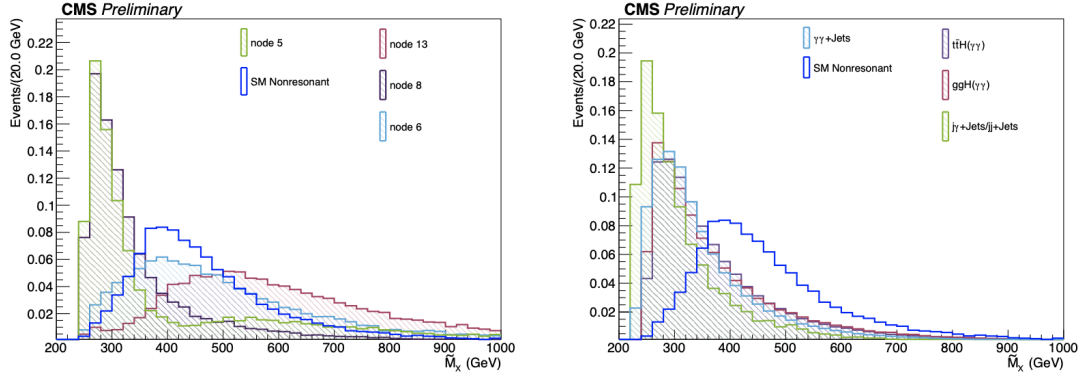 CMS Preliminary
Events/(20.0 GeV)
0.22
0.2
0.18
0.16
0.14
0.12
0.1
0.08
0.06
0.04
0.02
node 5
SM Nonresonant
node 13
node 8
node 6
200 300 400 500 600 700 800 900 1000
M̃X (GeV)
CMS Preliminary
Events/(20.0 GeV)
0.22
0.2
0.18
0.16
0.14
0.12
0.1
0.08
0.06
0.04
0.02
γγ+Jets
SM Nonresonant
tt̄H(γγ)
ggH(γγ)
jγ+Jets/jj+Jets
200 300 400 500 600 700 800 900 1000
M̃X (GeV)